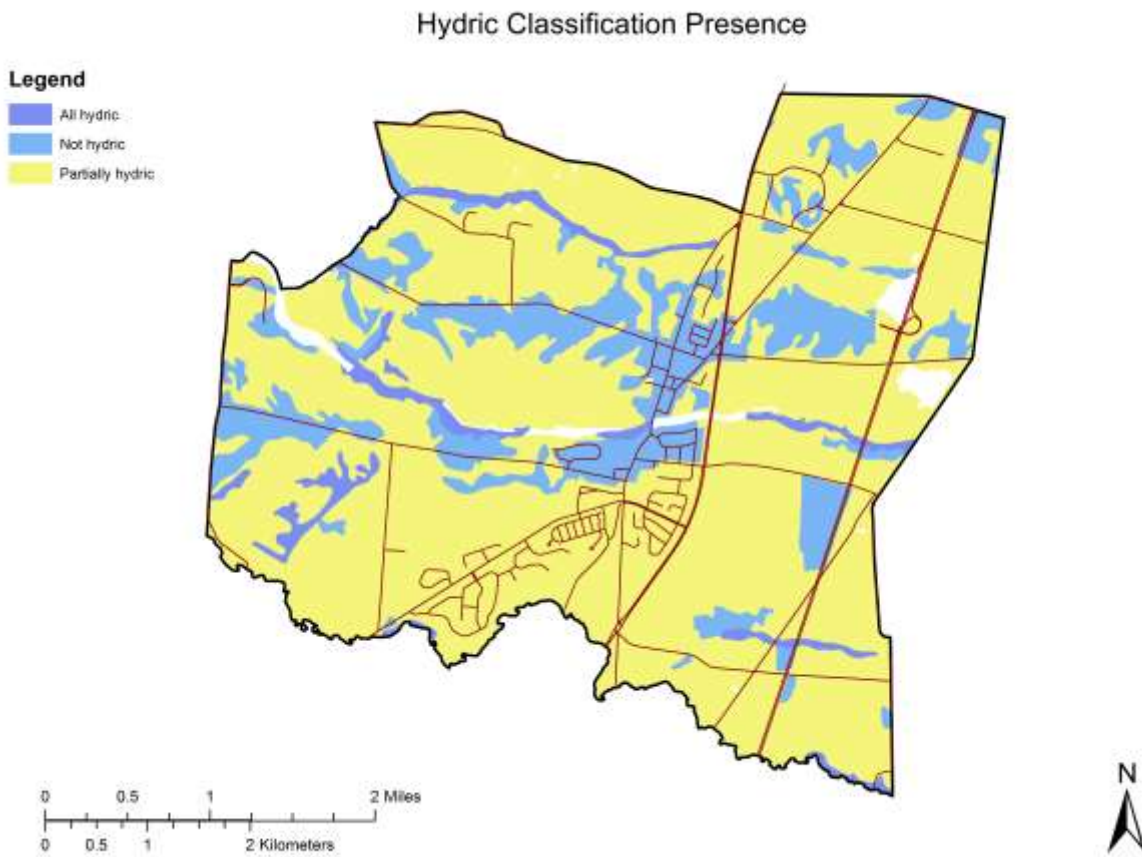 Hydric Classification Presence
Legend
All hydric
Not hydric
Partially hydric
N
0 0.5 1 2 Miles
0 0.5 1 2 Kilometers